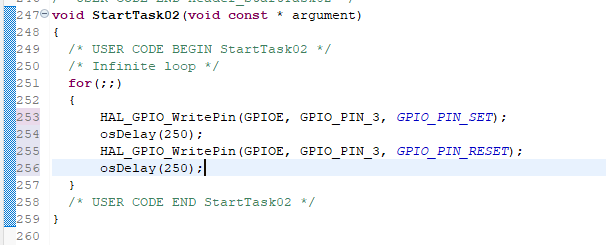 247 void StartTask02(void const * argument)
248 {
249 /* USER CODE BEGIN StartTask02 */
250 /* Infinite loop */
251 for(;;)
252 {
253 HAL_GPIO_WritePin(GPIOE, GPIO_PIN_3, GPIO_PIN_SET);
254 osDelay(250);
255 HAL_GPIO_WritePin(GPIOE, GPIO_PIN_3, GPIO_PIN_RESET);
256 osDelay(250);
257 }
258 /* USER CODE END StartTask02 */
259 }
260